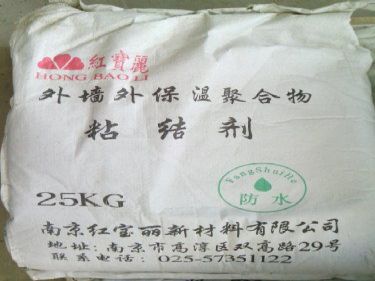 紅寶麗
HONG BAO LI
外墙外保温聚合物
粘结剂
FangShuiHe
防水
25KG
南京红宝丽新材料有限公司
地址：南京市高淳区双高路29号
联系电话：025-57351122